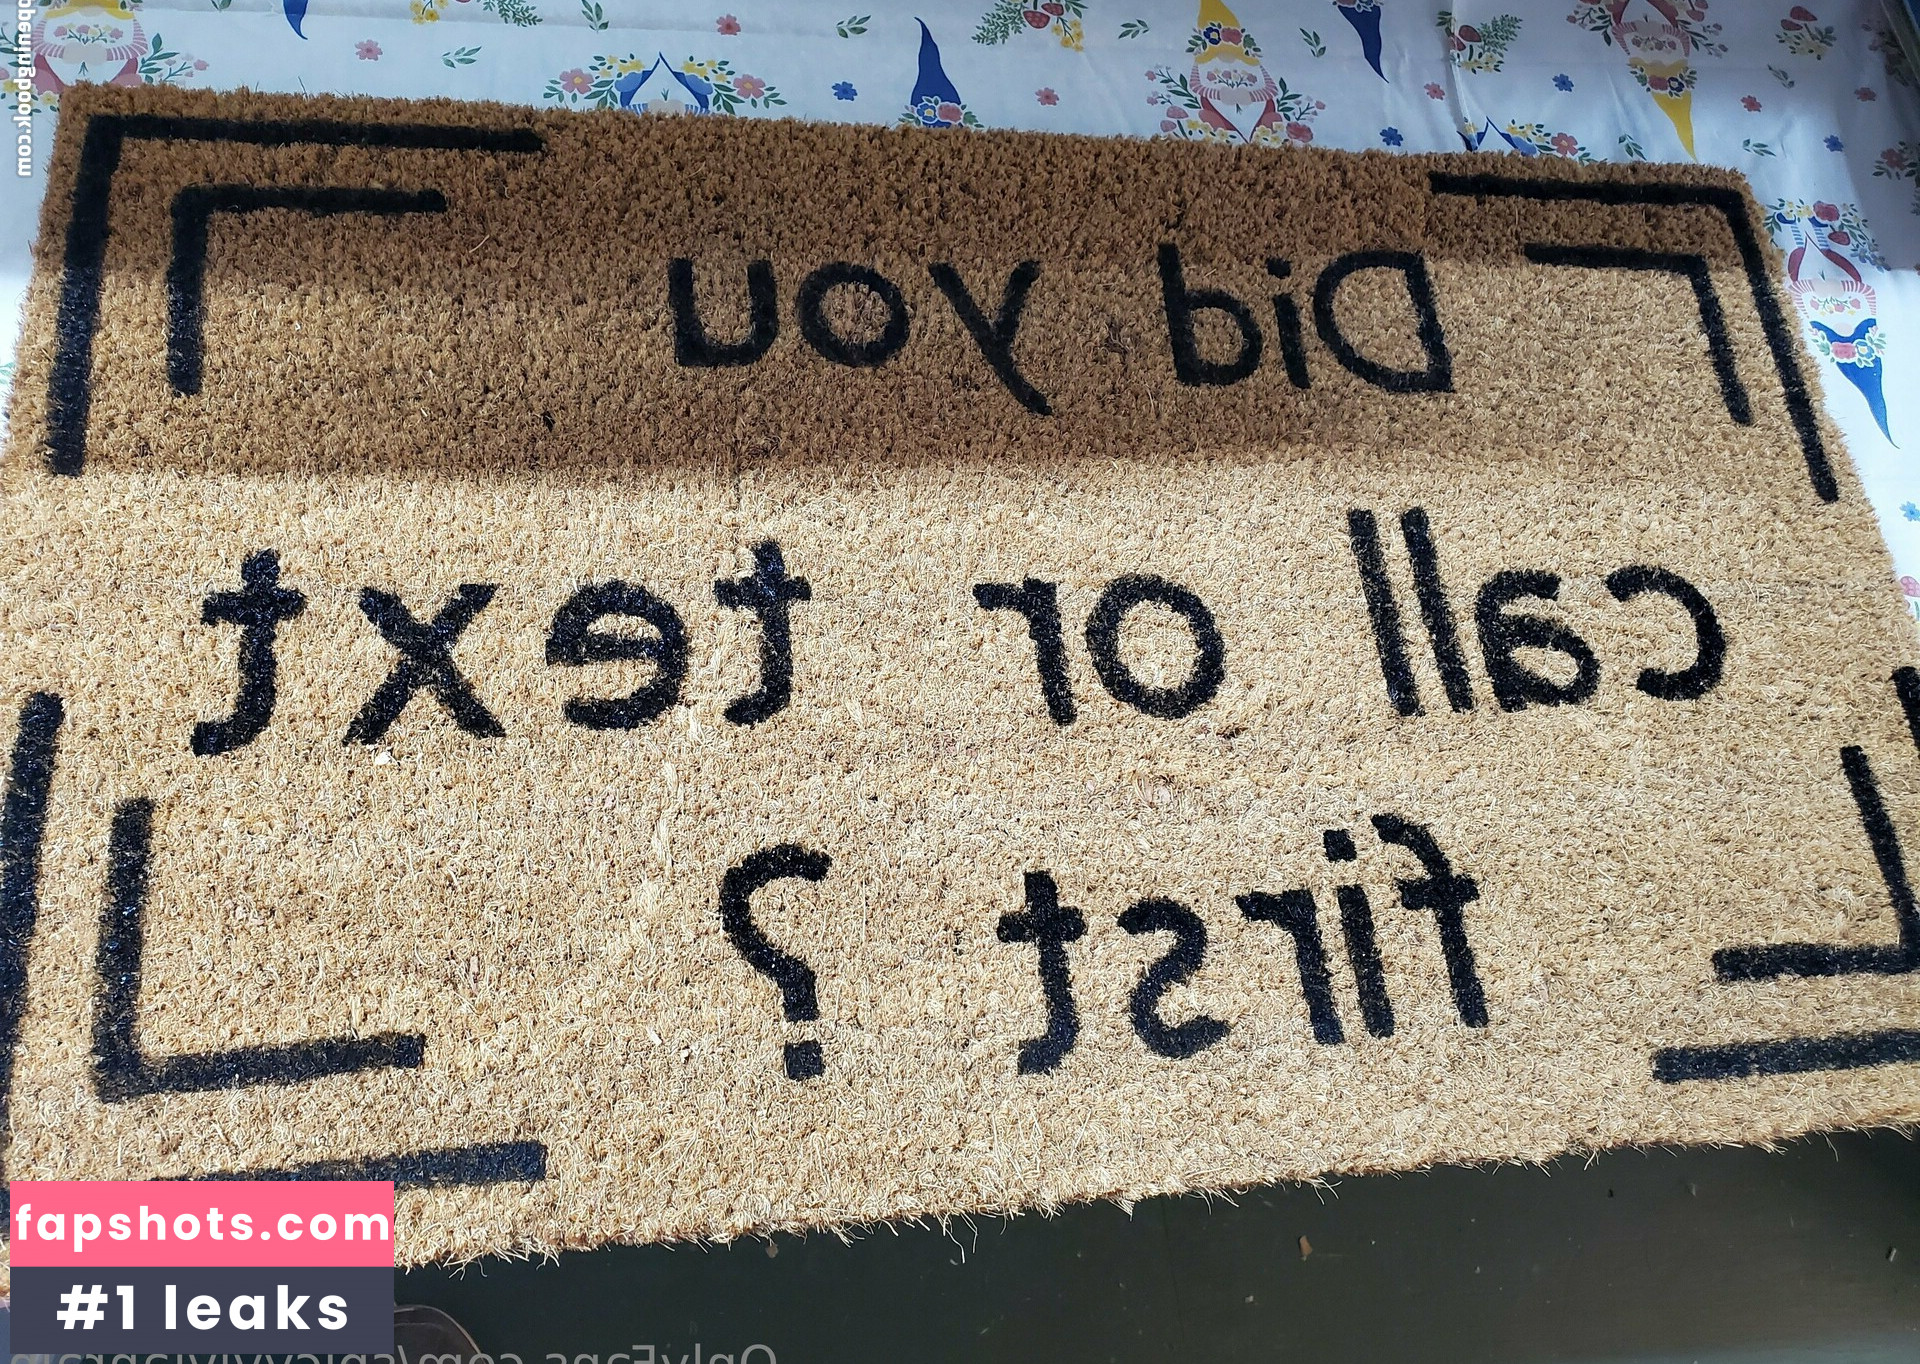 Did you
call or text
first ?
fapshots.com
#1 leaks